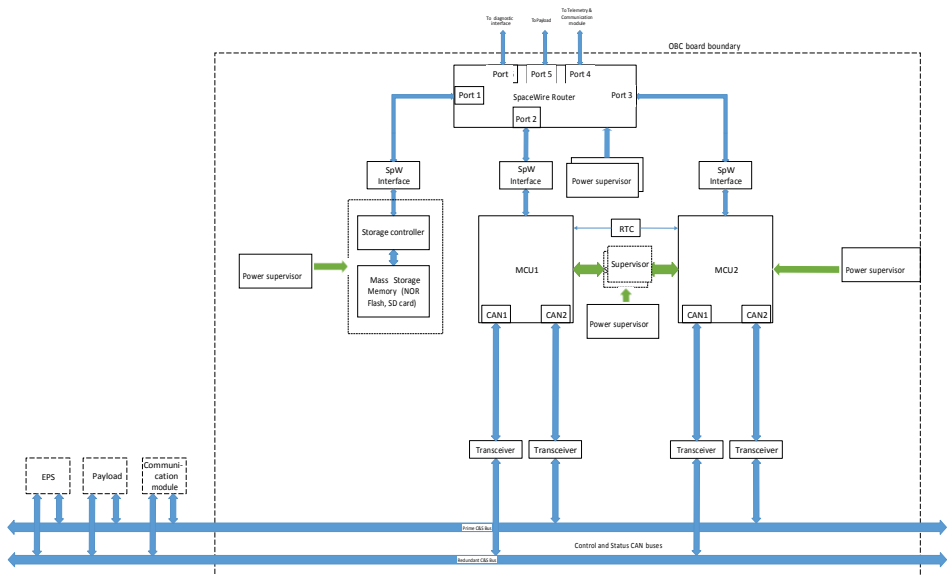 To diagnostic
interface
ToPayload
To Telemetry &
Communication
module
OBC board boundary
Port
Port 5
Port 4
Port 1
SpaceWire Router
Port 3
Port 2
SpW
Interface
SpW
Interface
Power supervisor
SpW
Interface
Storage controller
RTC
Power supervisor
Mass Storage
Memory (NOR
Flash, SD card)
MCU1
Supervisor
MCU2
Power supervisor
Power supervisor
CAN1
CAN2
CAN1
CAN2
Transceiver
Transceiver
Transceiver
Transceiver
EPS
Payload
Communi-
cation
module
Prime C&S Bus
Control and Status CAN buses
Redundant C&S Bus